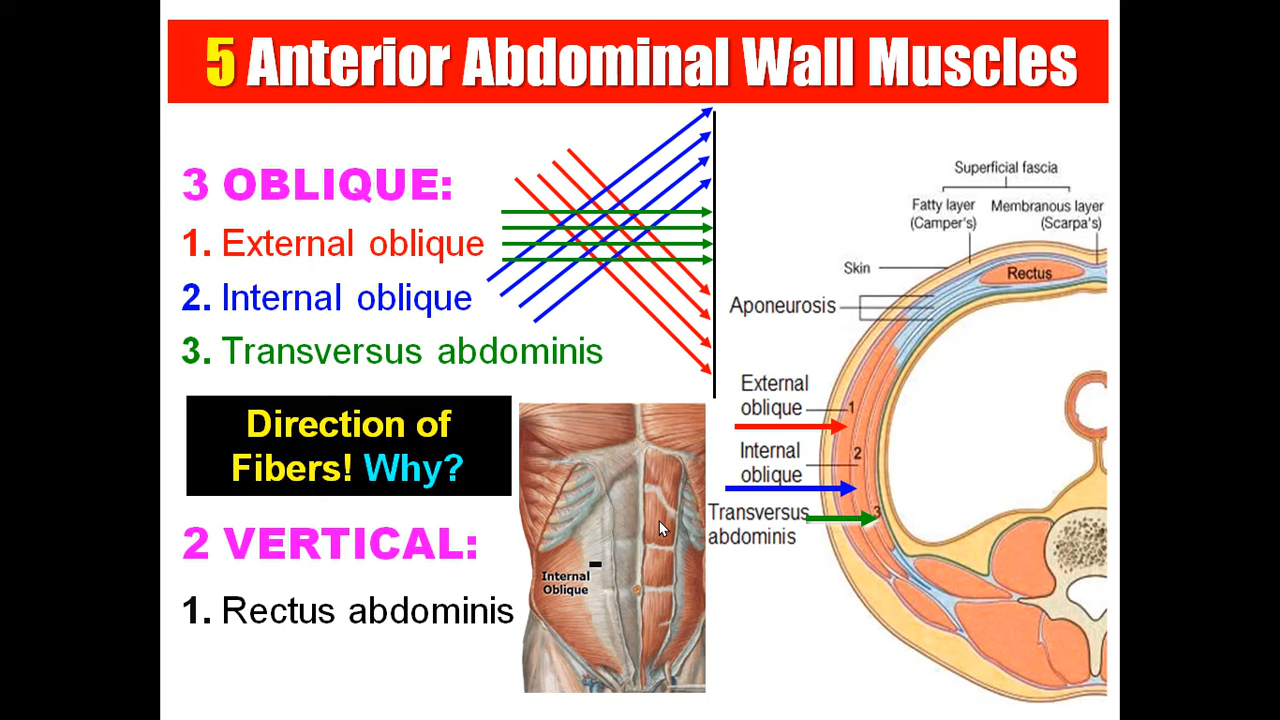 5 Anterior Abdominal Wall Muscles
3 OBLIQUE:
1. External oblique
2. Internal oblique
3. Transversus abdominis
Direction of
Fibers! Why?
2 VERTICAL:
1. Rectus abdominis
Internal
Oblique
Superficial fascia
Fatty layer
(Camper's)
Membranous layer
(Scarpa's)
Skin
Rectus
Aponeurosis
External
oblique
1
Internal
oblique
2
Transversus
abdominis
3